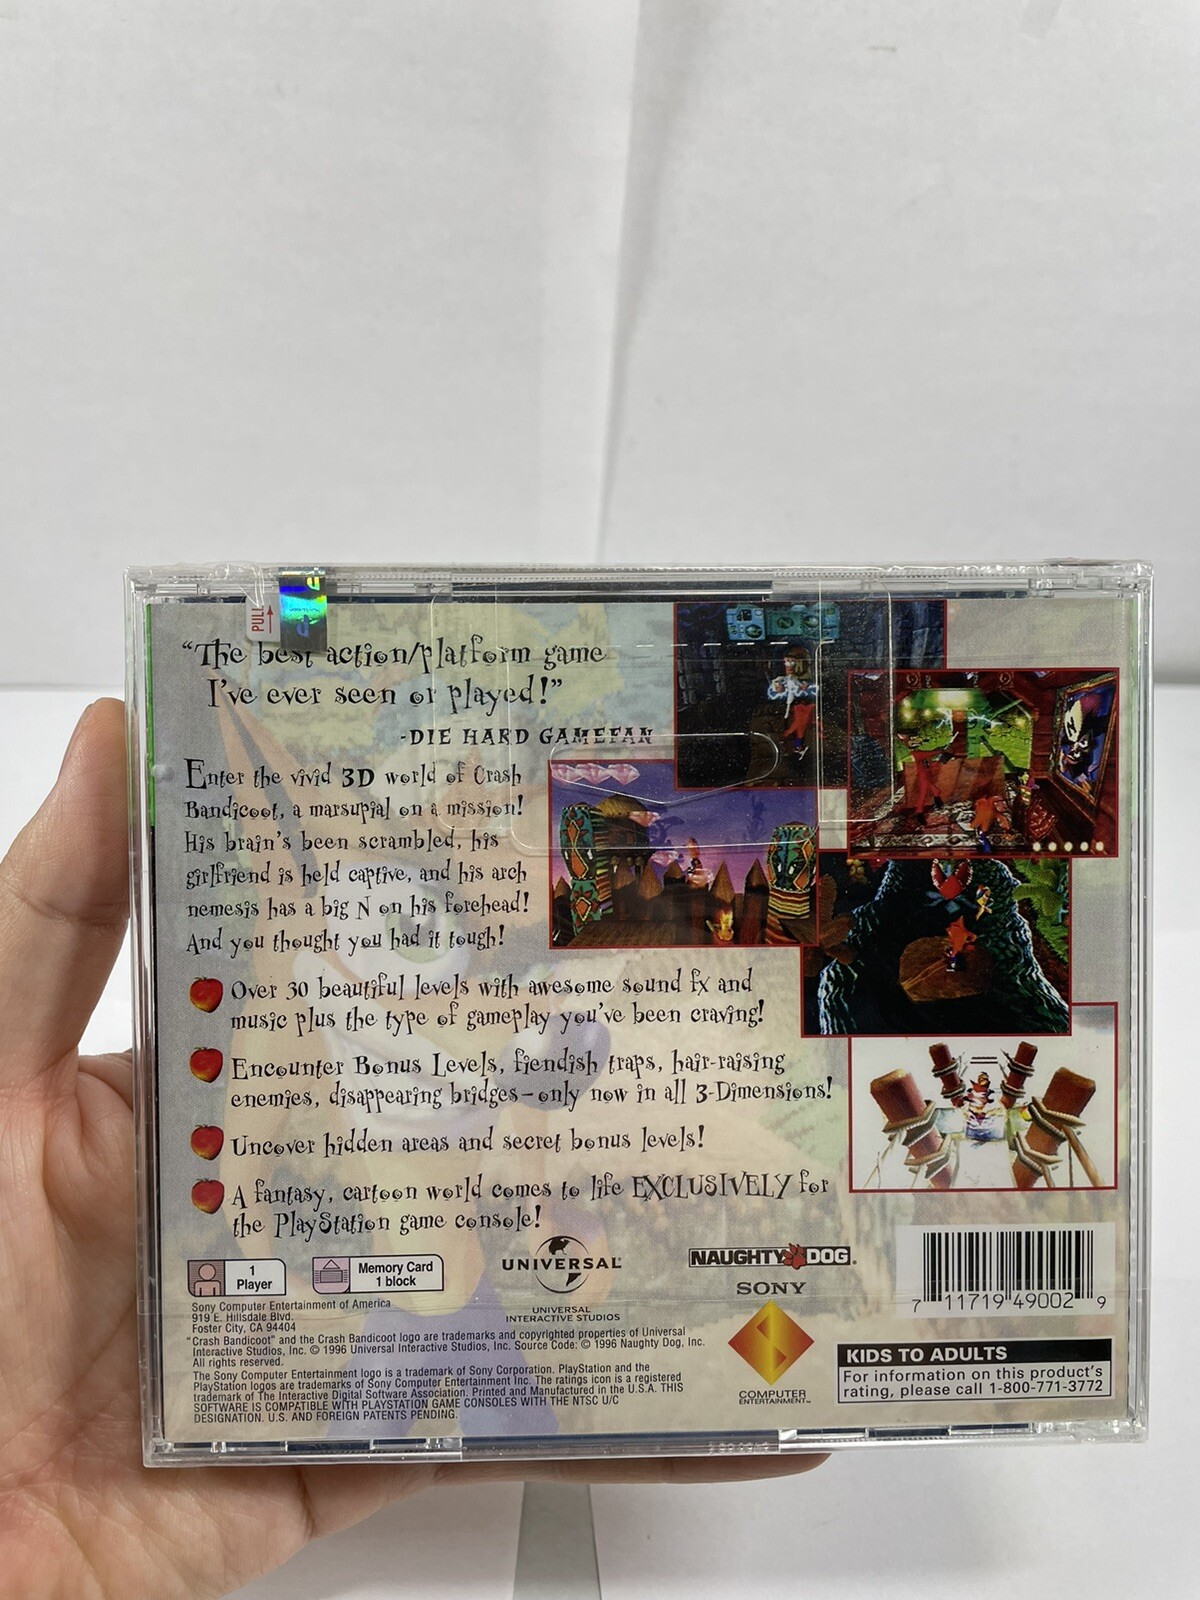 PULL
"The best action/platform game
I've ever seen or played!"
-DIE HARD GAMEFAN
Enter the vivid 3D world of Crash
Bandicoot, a marsupial on a mission!
His brain's been scrambled, his
girlfriend is held captive, and his arch
nemesis has a big N on his forehead!
And you thought you had it tough!
Over 30 beautiful levels with awesome sound fx and
music plus the type of gameplay you've been craving!
Encounter Bonus Levels, fiendish traps, hair-raising
enemies, disappearing bridges–only now in all 3-Dimensions!
Uncover hidden areas and secret bonus levels!
A fantasy, cartoon world comes to life EXCLUSIVELY for
the PlayStation game console!
1
Player
Memory Card
1 block
UNIVERSAL
UNIVERSAL
INTERACTIVE STUDIOS
NAUGHTY DOG.
SONY
COMPUTER
ENTERTAINMENT™
7 11719 49002 9
KIDS TO ADULTS
For information on this product's
rating, please call 1-800-771-3772
Sony Computer Entertainment of America
919 E. Hillsdale Blvd.
Foster City, CA 94404
"Crash Bandicoot" and the Crash Bandicoot logo are trademarks and copyrighted properties of Universal
Interactive Studios, Inc. © 1996 Universal Interactive Studios, Inc. Source Code: © 1996 Naughty Dog, Inc.
All rights reserved.
The Sony Computer Entertainment logo is a trademark of Sony Corporation. PlayStation and the
PlayStation logos are trademarks of Sony Computer Entertainment Inc. The ratings icon is a registered
trademark of The Interactive Digital Software Association. Printed and Manufactured in the U.S.A. THIS
SOFTWARE IS COMPATIBLE WITH PLAYSTATION GAME CONSOLES WITH THE NTSC U/C
DESIGNATION. U.S. AND FOREIGN PATENTS PENDING.